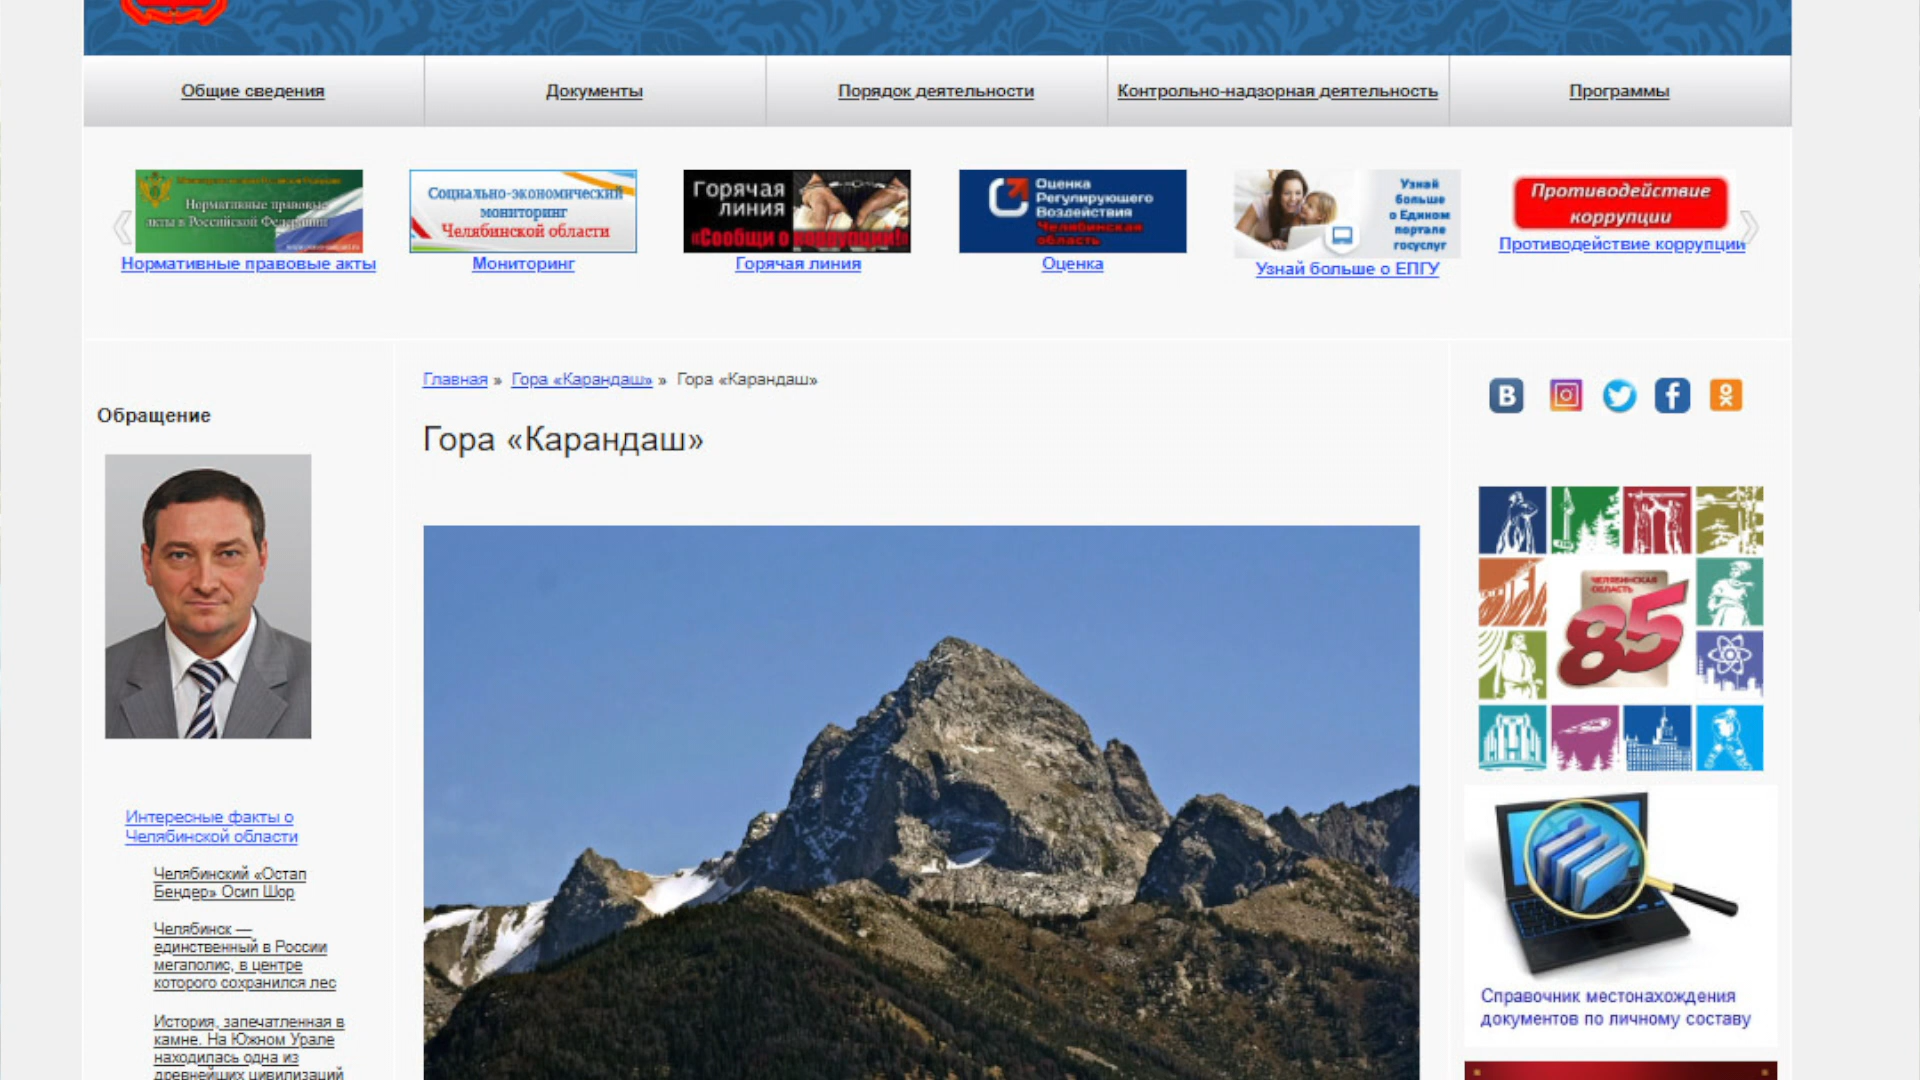 Общие сведения
Документы
Порядок деятельности
Контрольно-надзорная деятельность
Программы
Нормативные правовые
акты в Российской Федерации
Нормативные правовые акты
Социально-экономический
мониторинг
Челябинской области
Мониторинг
Горячая
линия
«Сообщи о коррупции!»
Горячая линия
Оценка
Регулирующего
Воздействия
Челябинская
область
Оценка
Узнай
больше
о Едином
портале
госуслуг
Узнай больше о ЕПГУ
Противодействие
коррупции
Противодействие коррупции
Обращение
Интересные факты о
Челябинской области
Челябинский «Остап
Бендер» Осип Шор
Челябинск —
единственный в России
мегаполис, в центре
которого сохранился лес
История, запечатленная в
камне. На Южном Урале
находилась одна из
древнейших цивилизаций
Главная » Гора «Карандаш» » Гора «Карандаш»
Гора «Карандаш»
ЧЕЛЯБИНСКАЯ
ОБЛАСТЬ
85
Справочник местонахождения
документов по личному составу